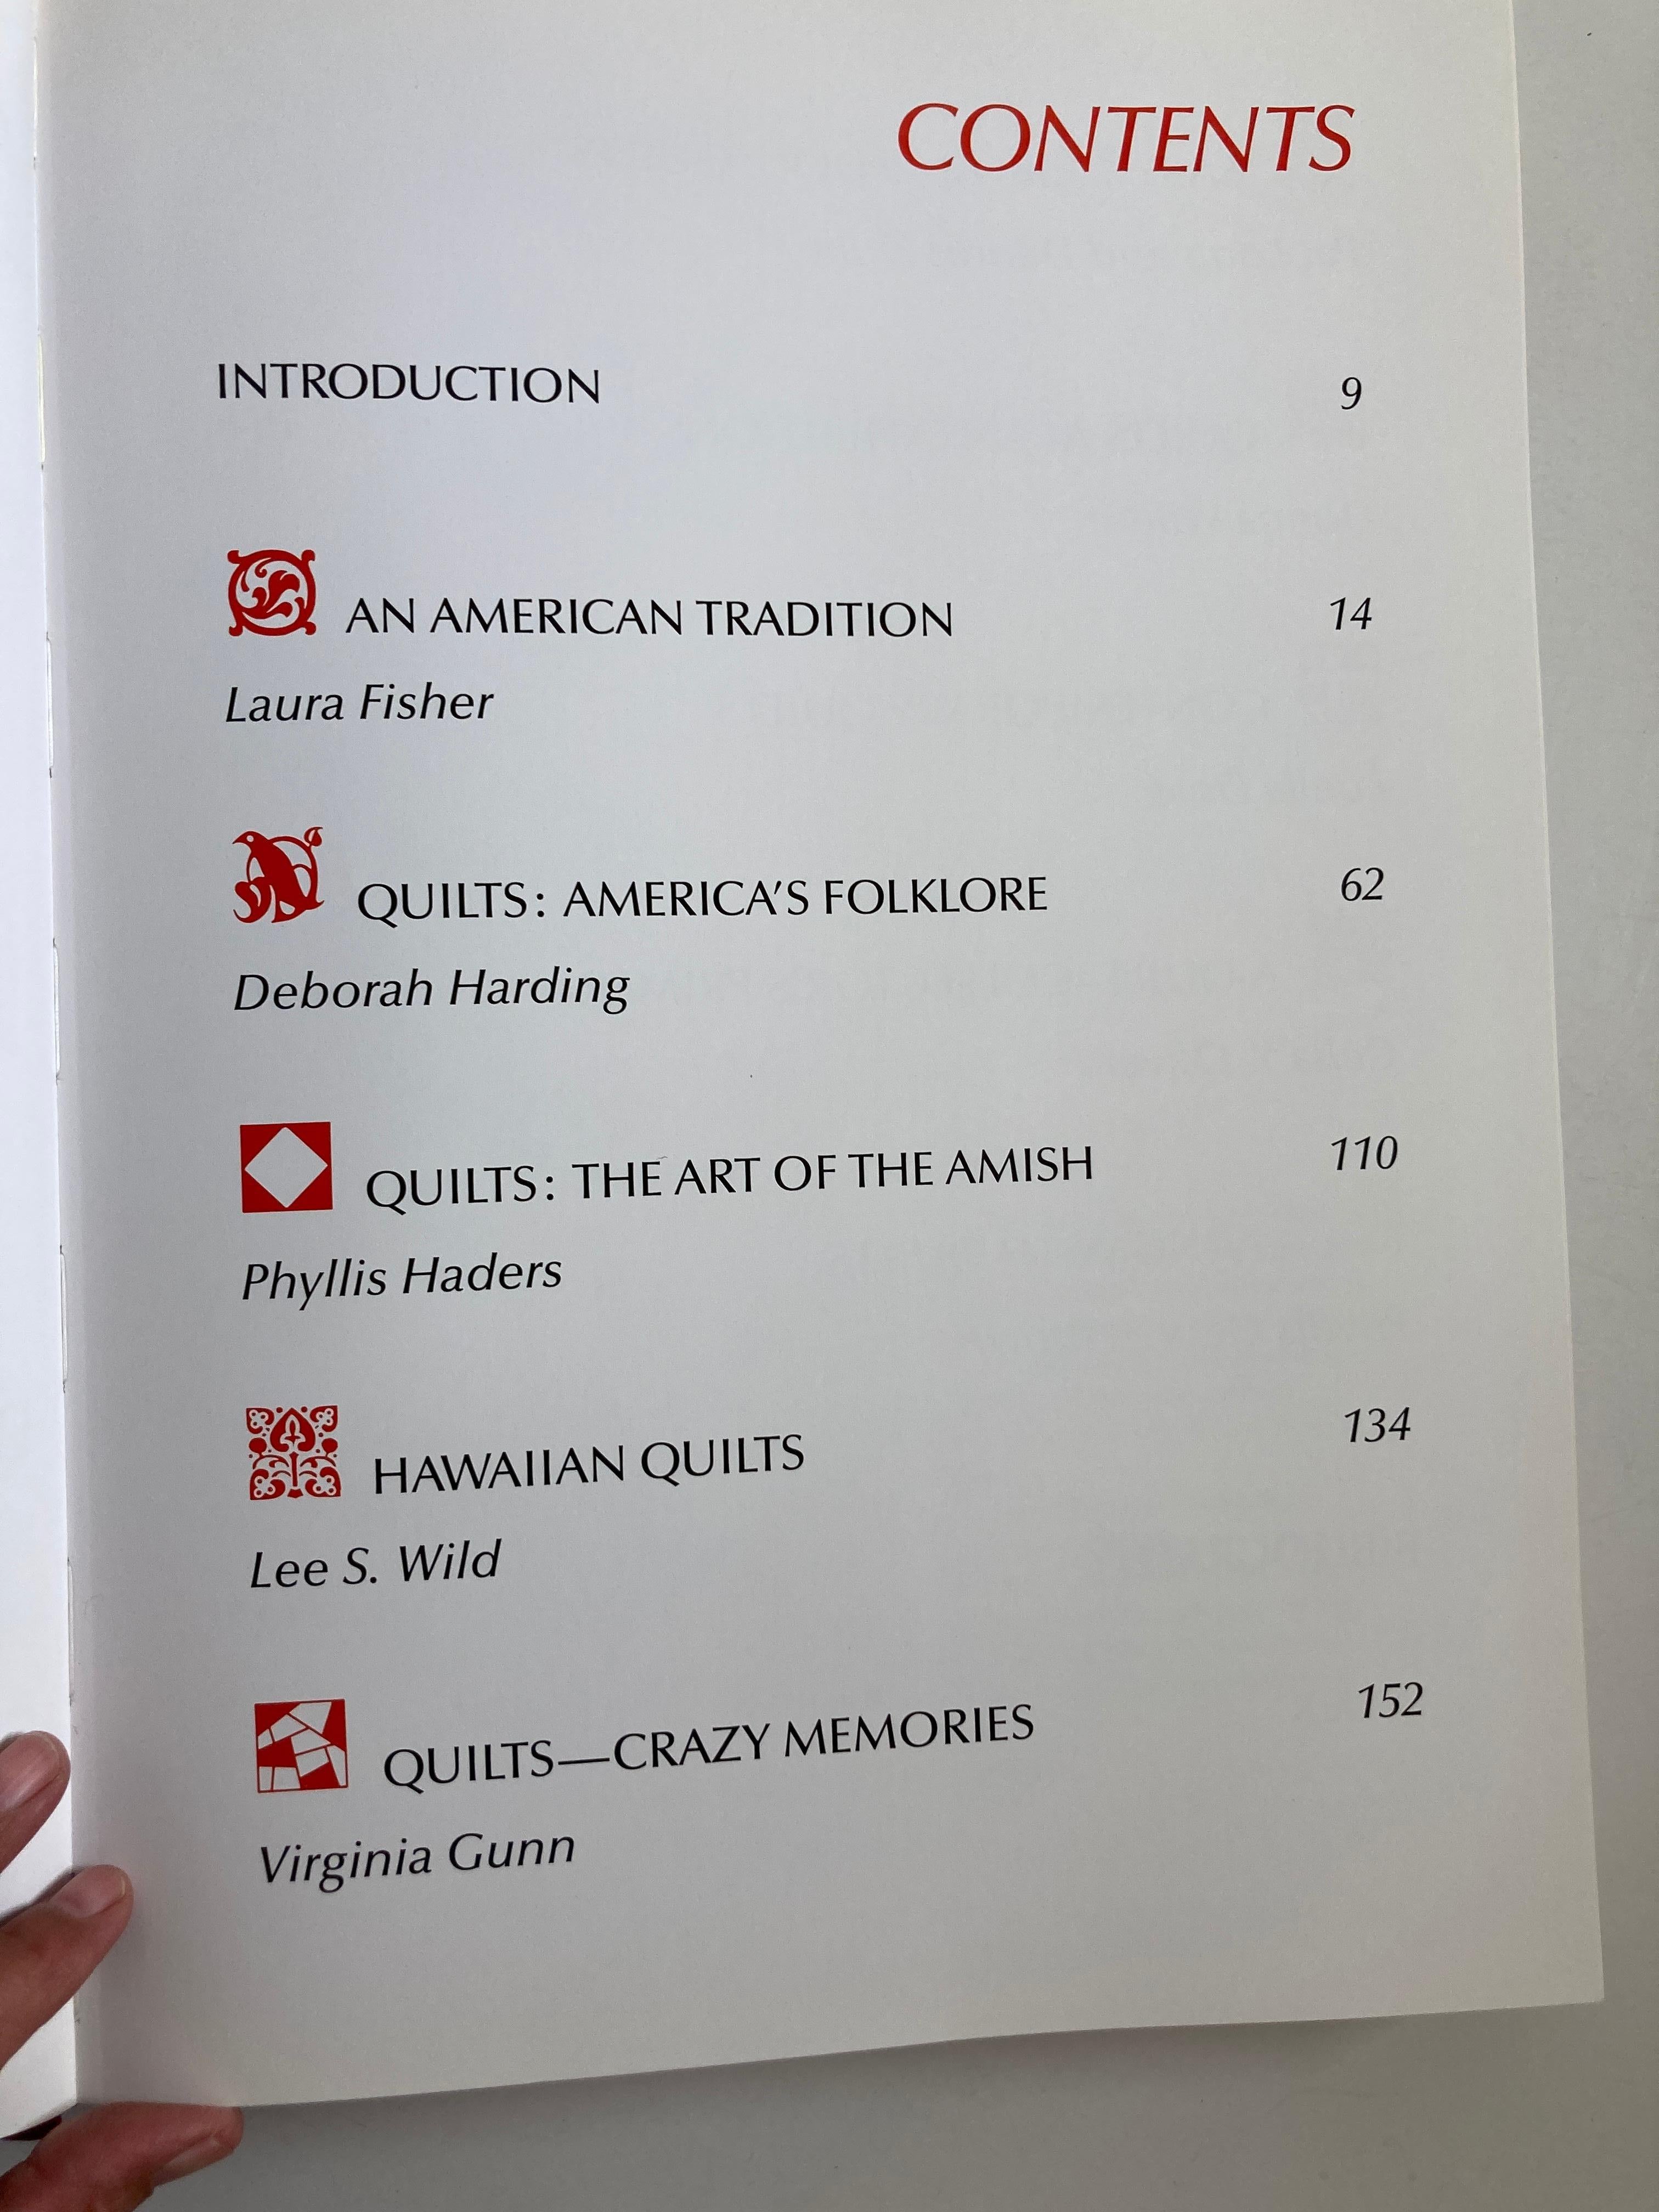 CONTENTS
INTRODUCTION 9
AN AMERICAN TRADITION 14
Laura Fisher
QUILTS: AMERICA'S FOLKLORE 62
Deborah Harding
QUILTS: THE ART OF THE AMISH 110
Phyllis Haders
HAWAIIAN QUILTS 134
Lee S. Wild
QUILTS—CRAZY MEMORIES 152
Virginia Gunn